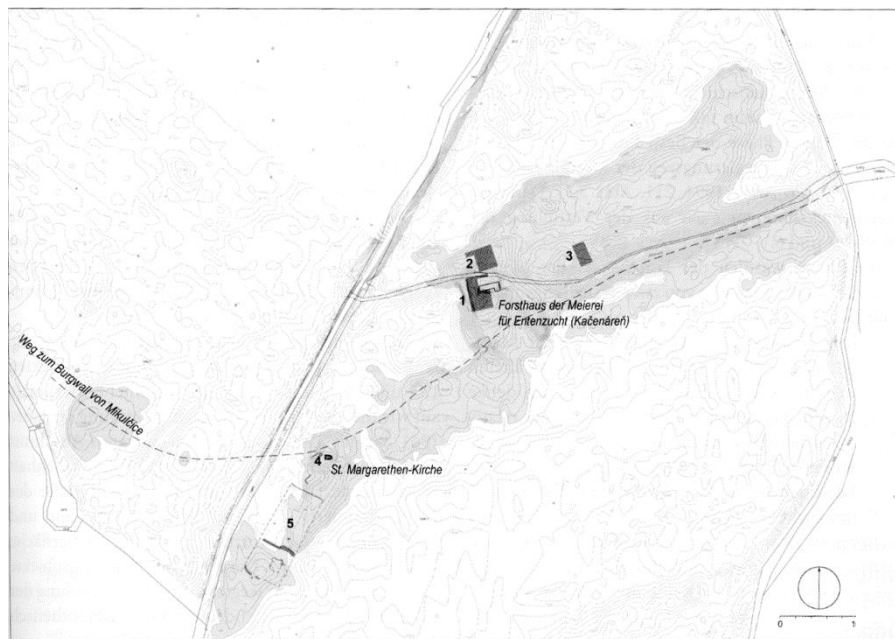 2
3
1
Forsthaus der Meierei
für Entenzucht (Kačenáreň)
Weg zum Burgwall von Mikulčice
4
St. Margarethen-Kirche
5
0